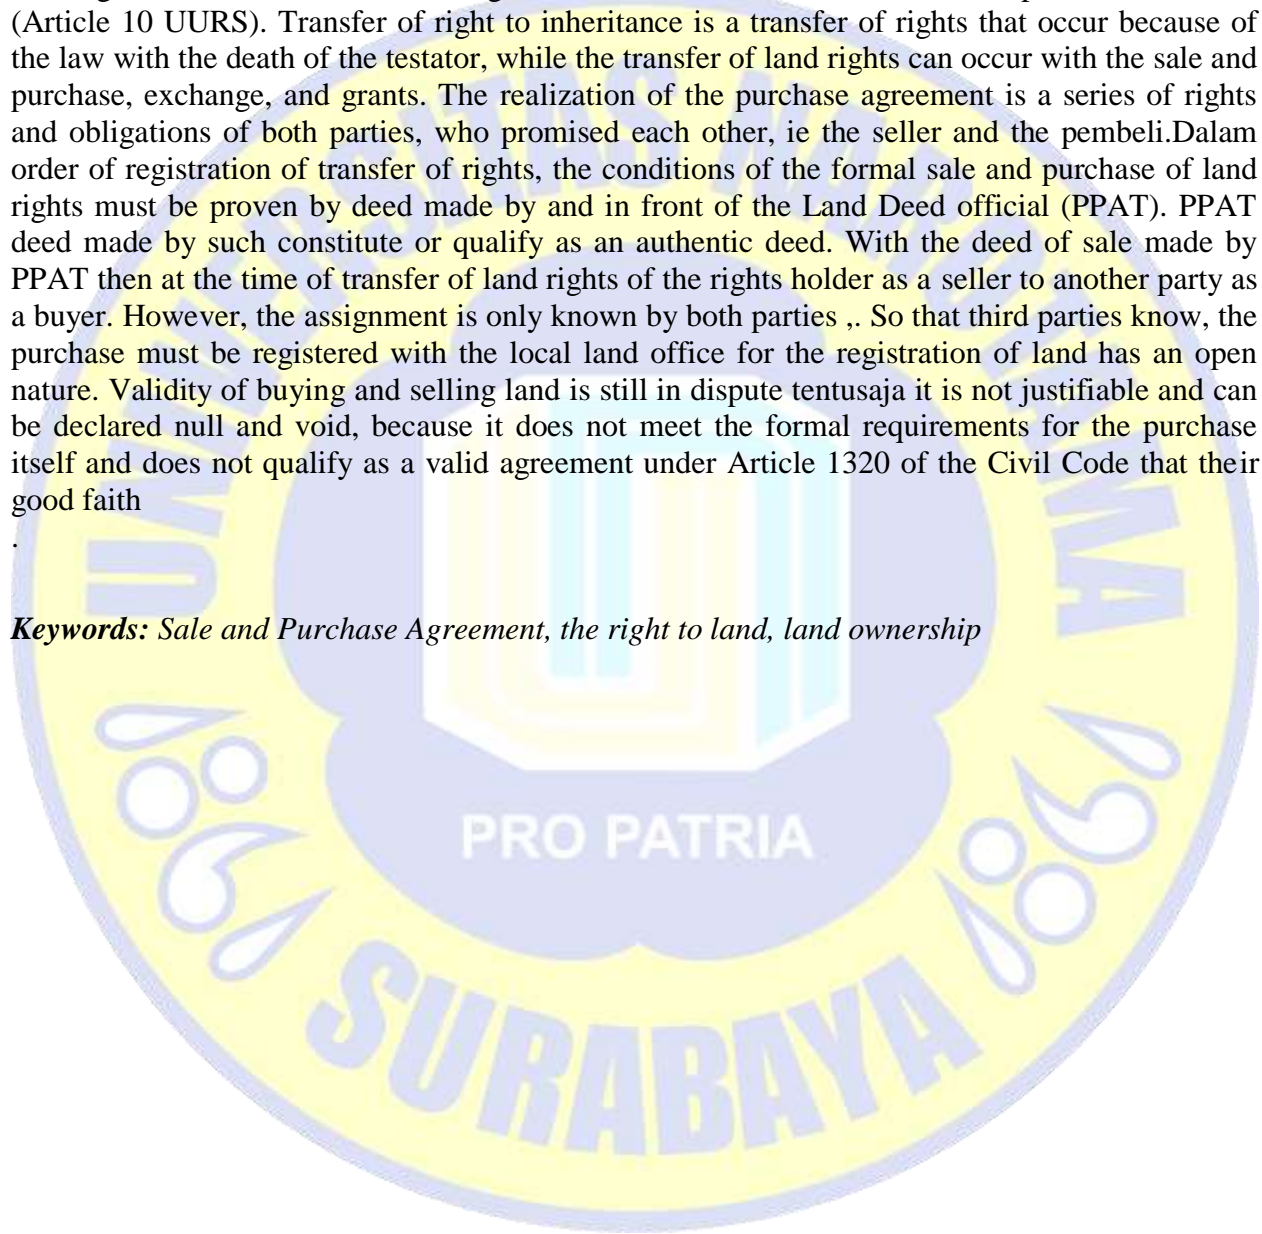 (Article 10 UURS). Transfer of right to inheritance is a transfer of rights that occur because of
the law with the death of the testator, while the transfer of land rights can occur with the sale and
purchase, exchange, and grants. The realization of the purchase agreement is a series of rights
and obligations of both parties, who promised each other, ie the seller and the pembeli.Dalam
order of registration of transfer of rights, the conditions of the formal sale and purchase of land
rights must be proven by deed made by and in front of the Land Deed official (PPAT). PPAT
deed made by such constitute or qualify as an authentic deed. With the deed of sale made by
PPAT then at the time of transfer of land rights of the rights holder as a seller to another party as
a buyer. However, the assignment is only known by both parties ,. So that third parties know, the
purchase must be registered with the local land office for the registration of land has an open
nature. Validity of buying and selling land is still in dispute tentusaja it is not justifiable and can
be declared null and void, because it does not meet the formal requirements for the purchase
itself and does not qualify as a valid agreement under Article 1320 of the Civil Code that their
good faith
.
Keywords: Sale and Purchase Agreement, the right to land, land ownership
UNIVERSITAS NAROTAMA
PRO PATRIA
SURABAYA